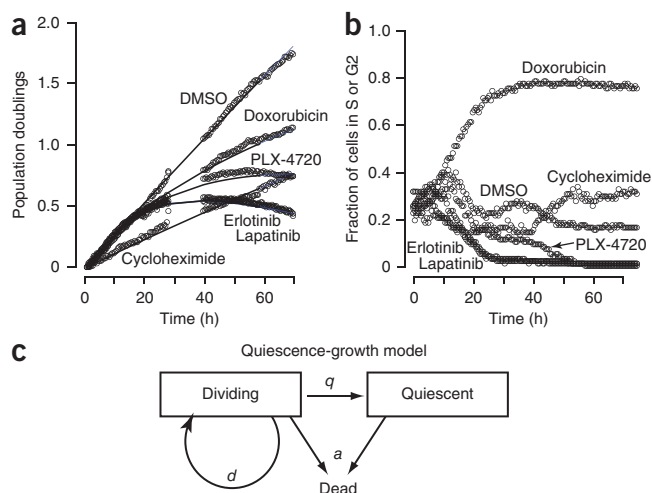 a
Population doublings
2.0
1.5
1.0
0.5
0
DMSO
Doxorubicin
PLX-4720
Erlotinib
Lapatinib
Cycloheximide
0 20 40 60
Time (h)
b
Fraction of cells in S or G2
1.0
0.8
0.6
0.4
0.2
0
Doxorubicin
DMSO
Cycloheximide
PLX-4720
Erlotinib
Lapatinib
0 20 40 60
Time (h)
c
Quiescence-growth model
Dividing
q
Quiescent
a
d
Dead